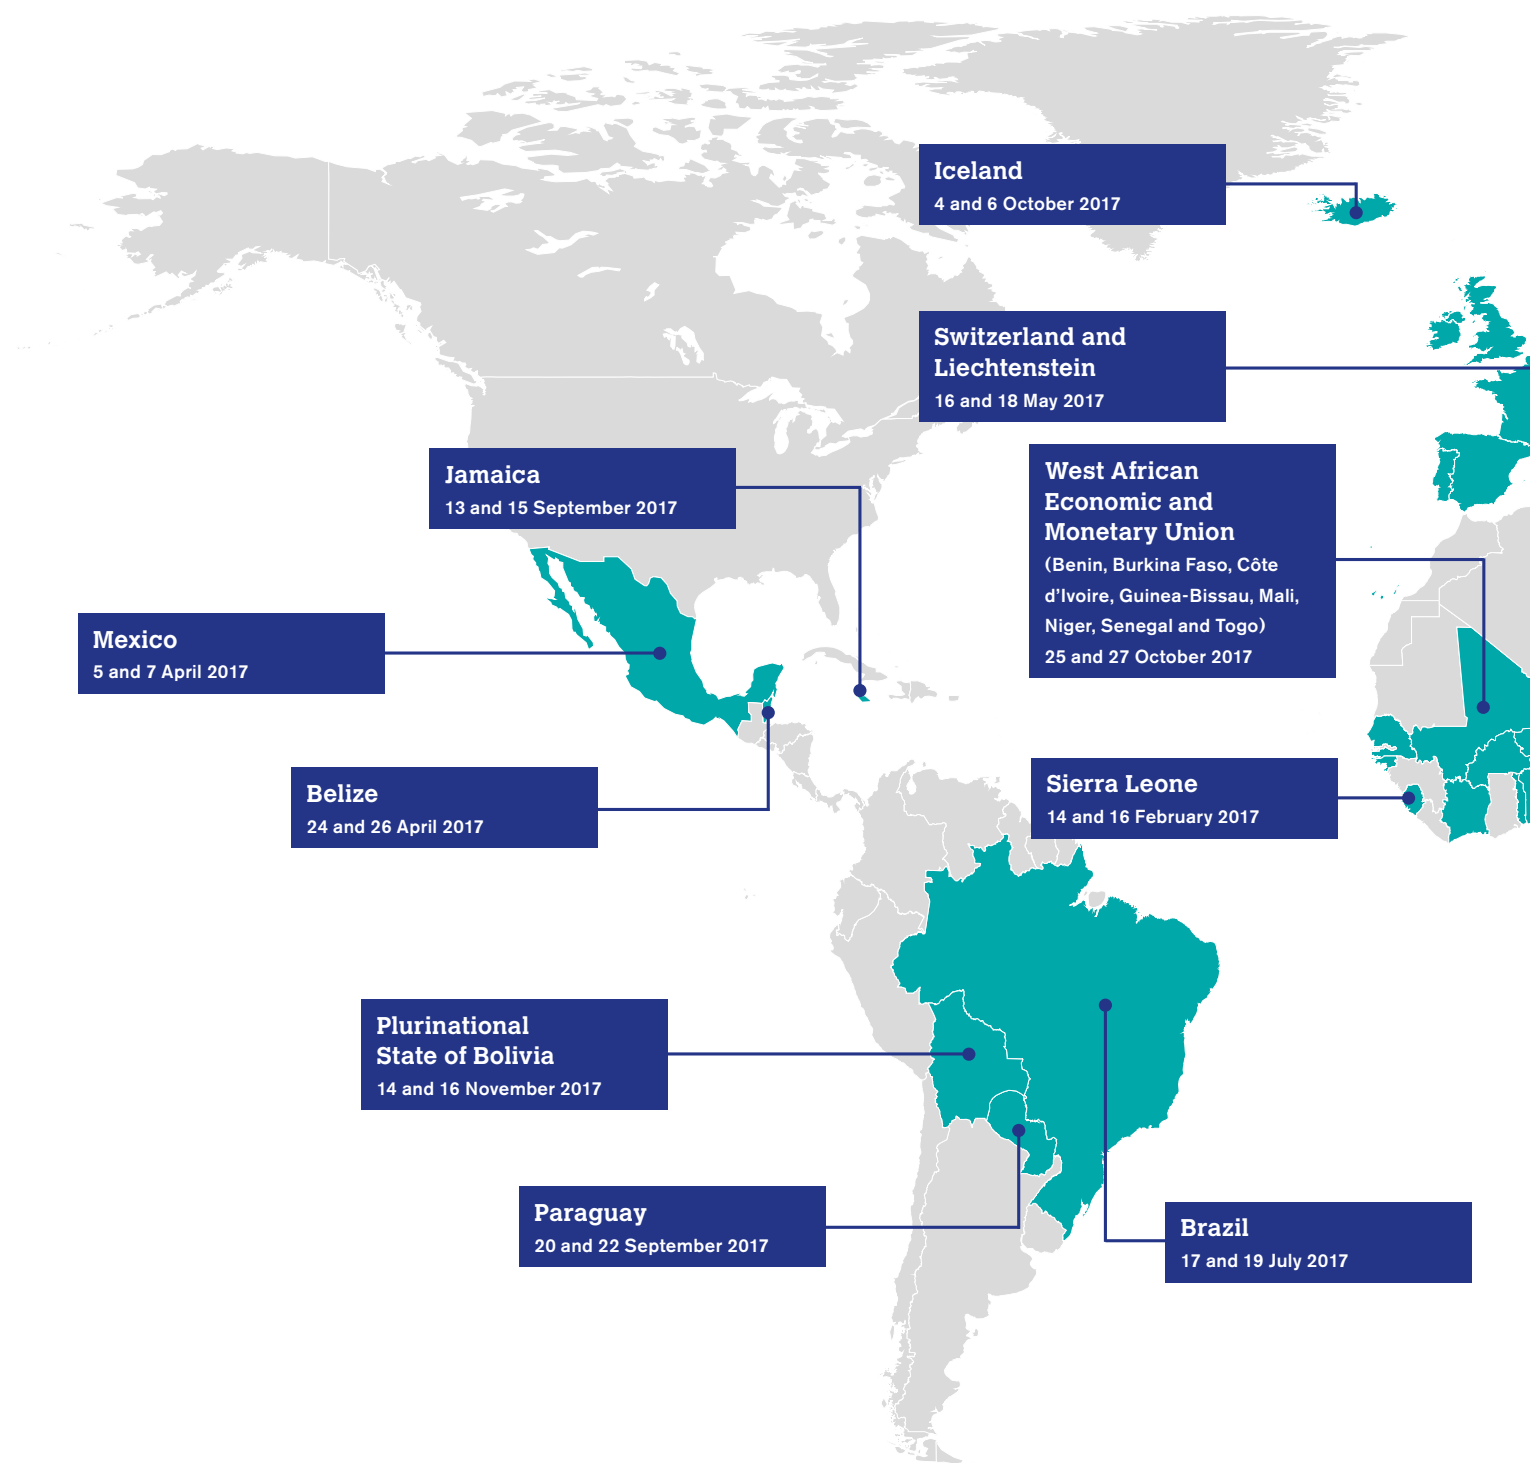 Iceland
4 and 6 October 2017
Switzerland and
Liechtenstein
16 and 18 May 2017
Jamaica
13 and 15 September 2017
West African
Economic and
Monetary Union
(Benin, Burkina Faso, Côte
d’Ivoire, Guinea-Bissau, Mali,
Niger, Senegal and Togo)
25 and 27 October 2017
Mexico
5 and 7 April 2017
Belize
24 and 26 April 2017
Sierra Leone
14 and 16 February 2017
Plurinational
State of Bolivia
14 and 16 November 2017
Paraguay
20 and 22 September 2017
Brazil
17 and 19 July 2017